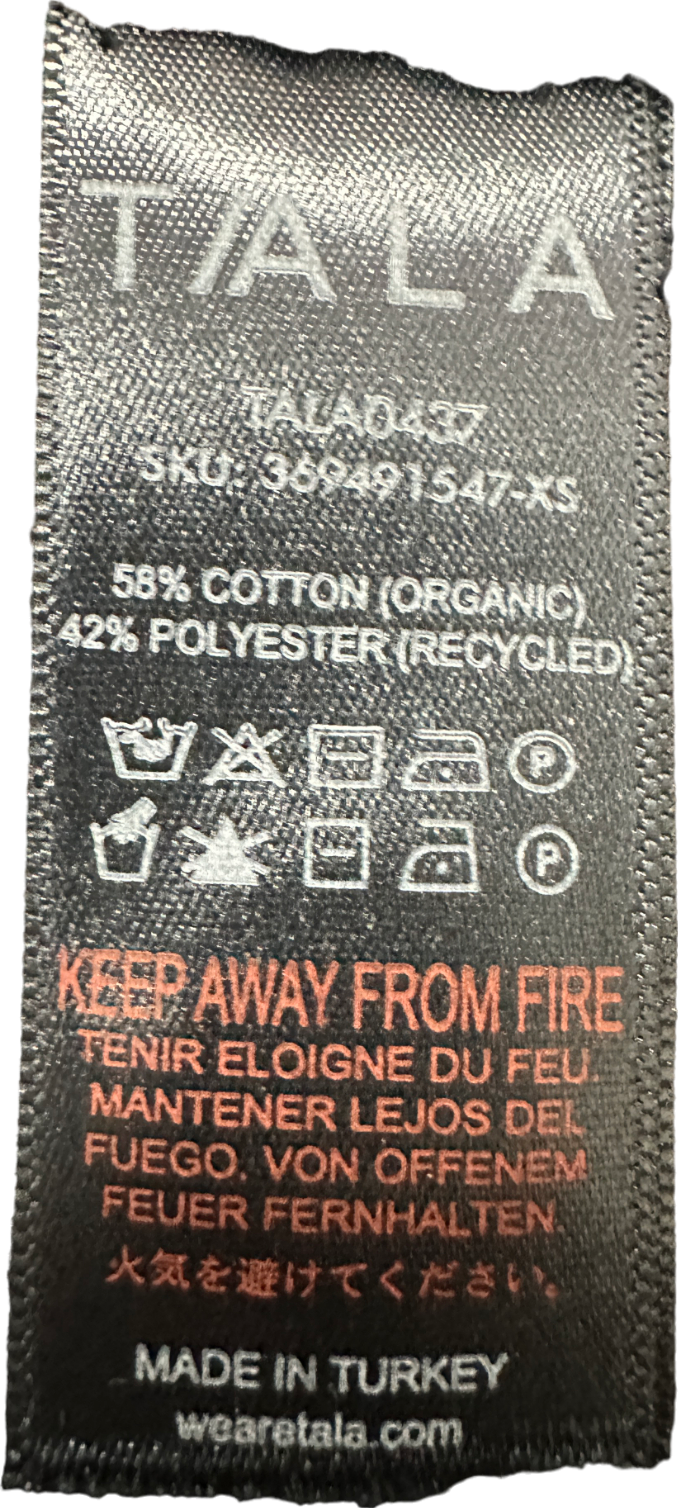 TALA
TALA0437
SKU: 369491547-XS
58% COTTON (ORGANIC)
42% POLYESTER (RECYCLED)
P
P
KEEP AWAY FROM FIRE
TENIR ELOIGNE DU FEU.
MANTENER LEJOS DEL
FUEGO. VON OFFENEM
FEUER FERNHALTEN.
火気を避けてください。
MADE IN TURKEY
wearetala.com